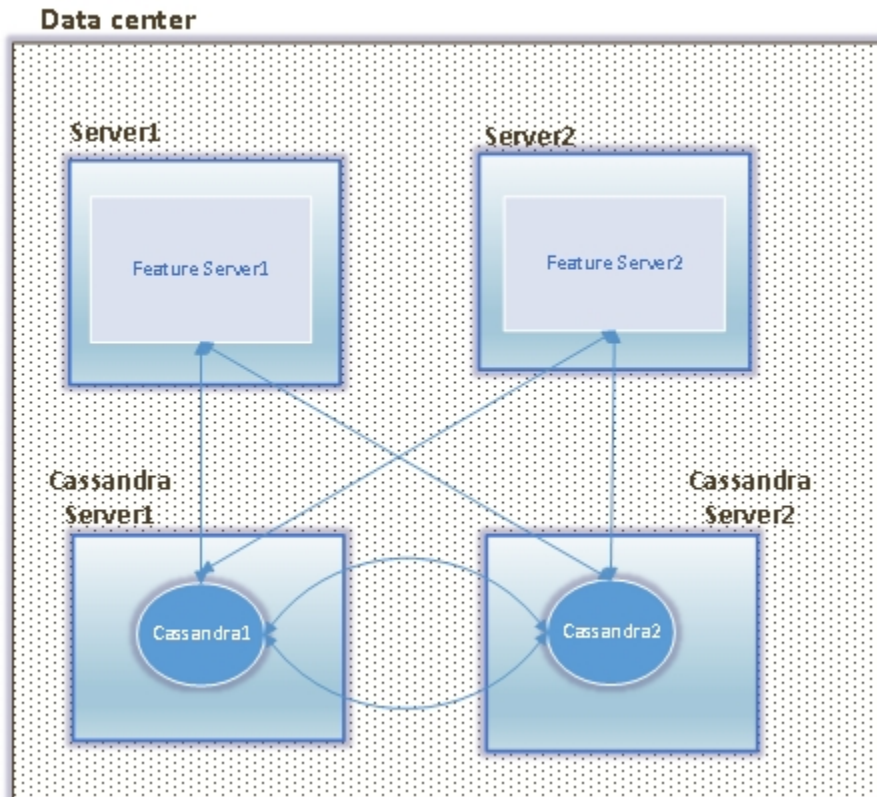 Data center
Server1
Server2
Feature Server1
Feature Server2
Cassandra
Server1
Cassandra
Server2
Cassandra1
Cassandra2